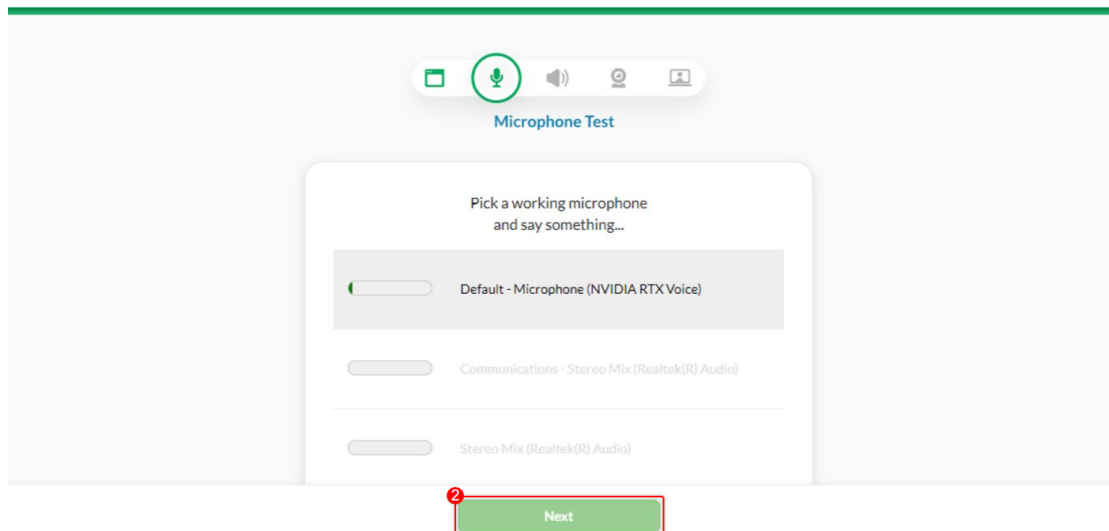 Microphone Test
Pick a working microphone
and say something...
Default - Microphone (NVIDIA RTX Voice)
Communications - Stereo Mix (Realtek(R) Audio)
Stereo Mix (Realtek(R) Audio)
2
Next